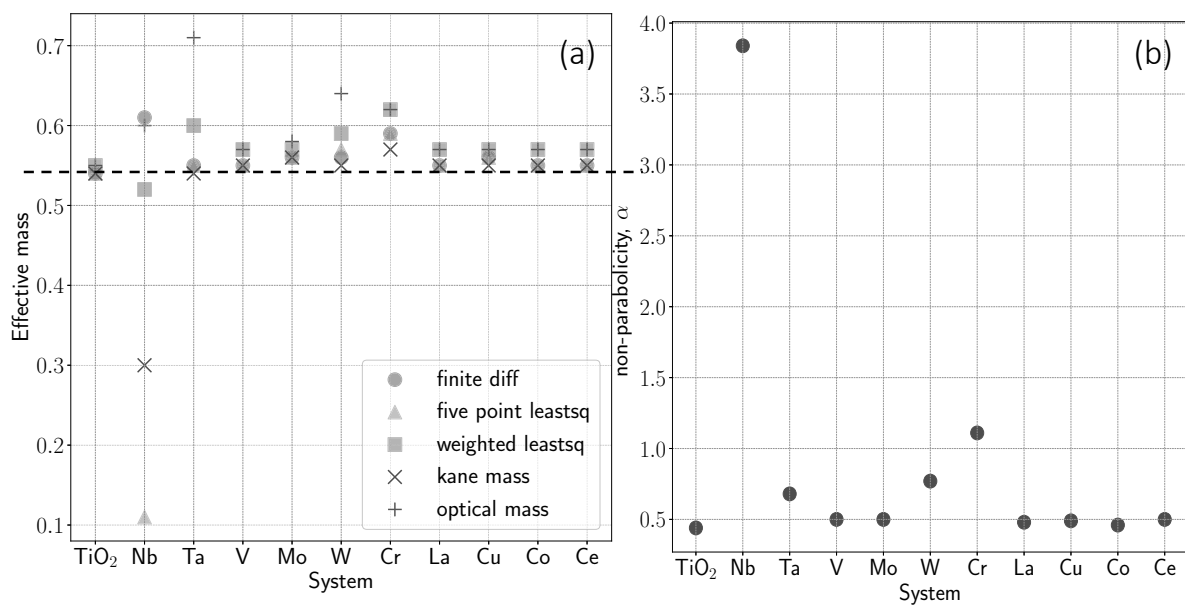 (a)
0.7
0.6
0.5
0.4
0.3
0.2
0.1
Effective mass
finite diff
five point leastsq
weighted leastsq
kane mass
optical mass
TiO₂ Nb Ta V Mo W Cr La Cu Co Ce
System
(b)
4.0
3.5
3.0
2.5
2.0
1.5
1.0
0.5
non-parabolicity, α
TiO₂ Nb Ta V Mo W Cr La Cu Co Ce
System